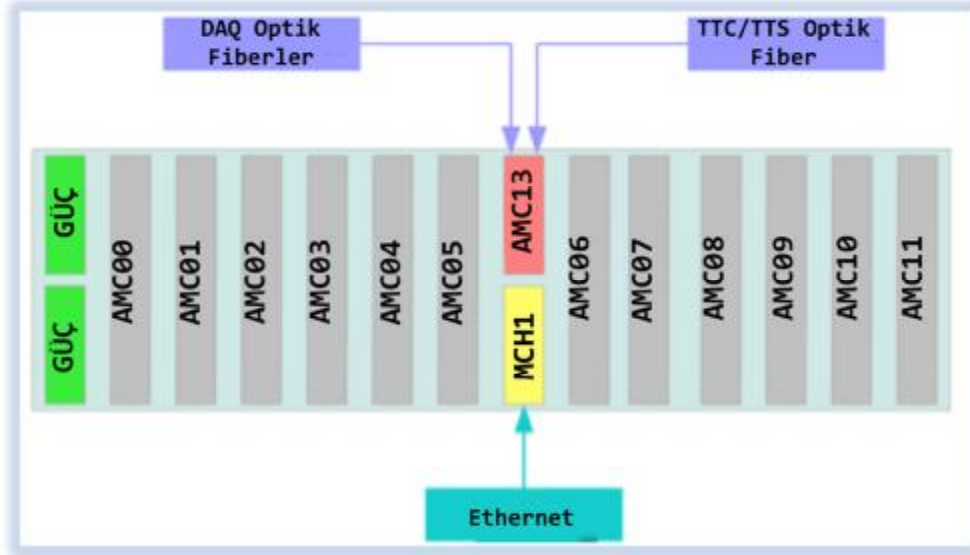 DAQ Optik
Fiberler
TTC/TTS Optik
Fiber
GÜÇ
GÜÇ
AMC00
AMC01
AMC02
AMC03
AMC04
AMC05
AMC13
MCH1
AMC06
AMC07
AMC08
AMC09
AMC10
AMC11
Ethernet